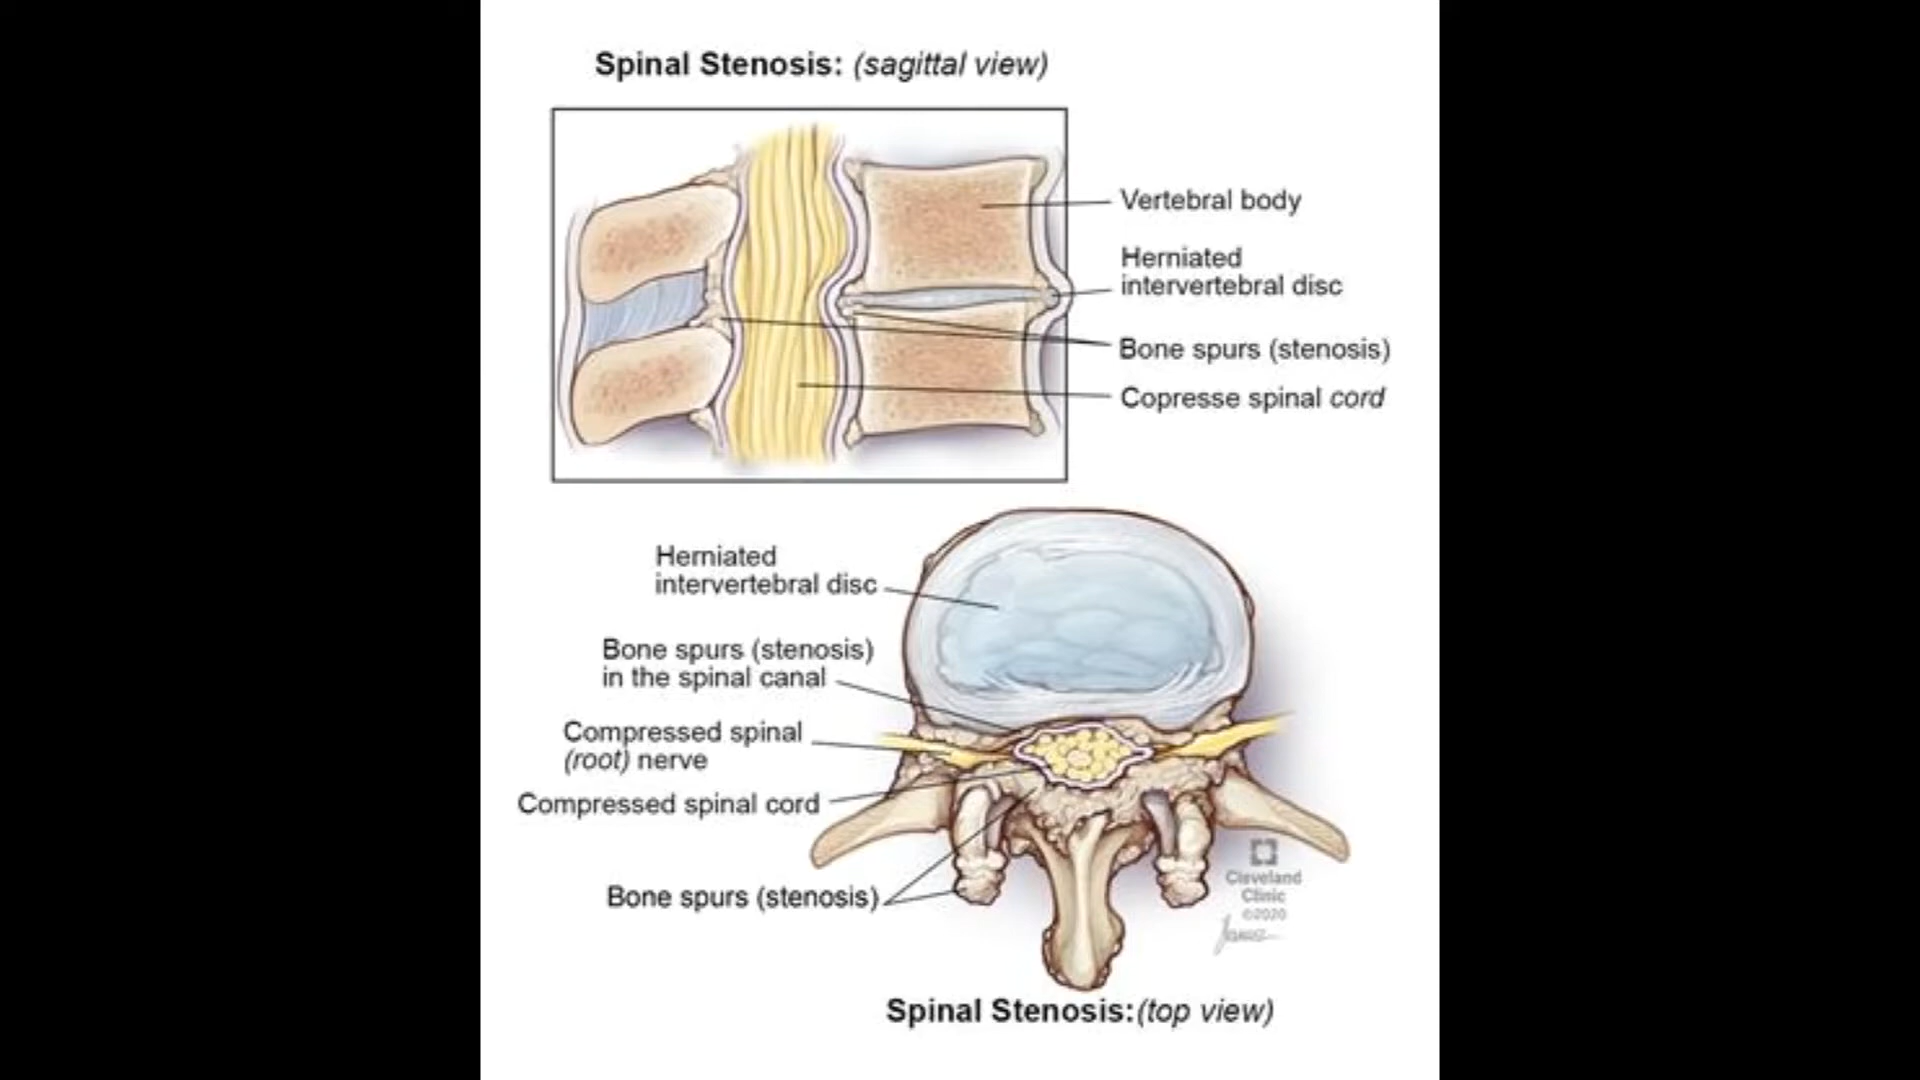 Spinal Stenosis: (sagittal view)
Vertebral body
Herniated
intervertebral disc
Bone spurs (stenosis)
Copresse spinal cord
Herniated
intervertebral disc
Bone spurs (stenosis)
in the spinal canal
Compressed spinal
(root) nerve
Compressed spinal cord
Bone spurs (stenosis)
Cleveland
Clinic
©2020
Spinal Stenosis:(top view)